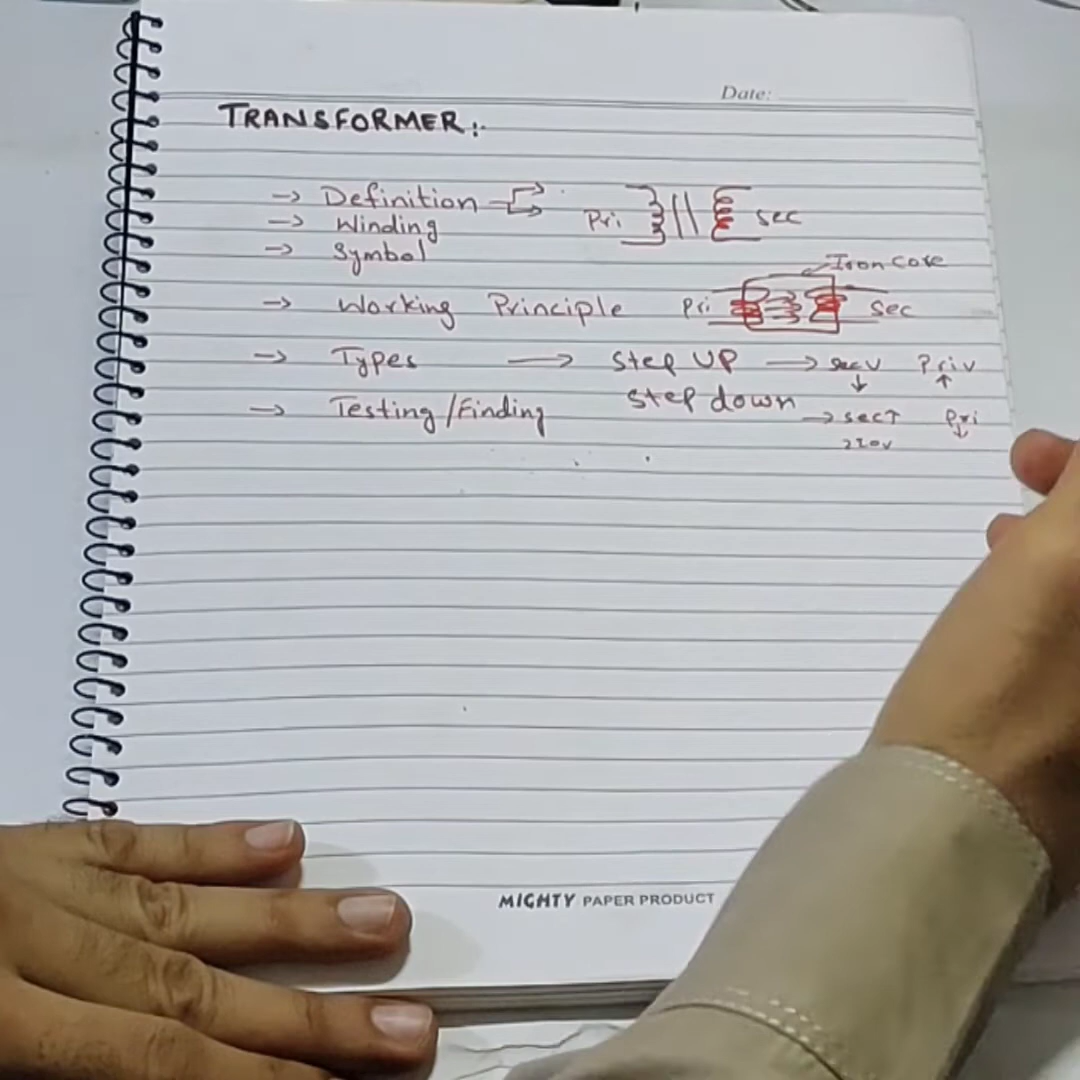 Date:
TRANSFORMER:-
→ Definition
→ Winding
Pri sec
→ Symbol
Iron Core
→ Working Principle Pri sec
→ Types → Step UP → sec V ↓ Pri V ↑
→ Testing/Finding Step down → sec ↑ Pri ↓
220V
MIGHTY PAPER PRODUCT